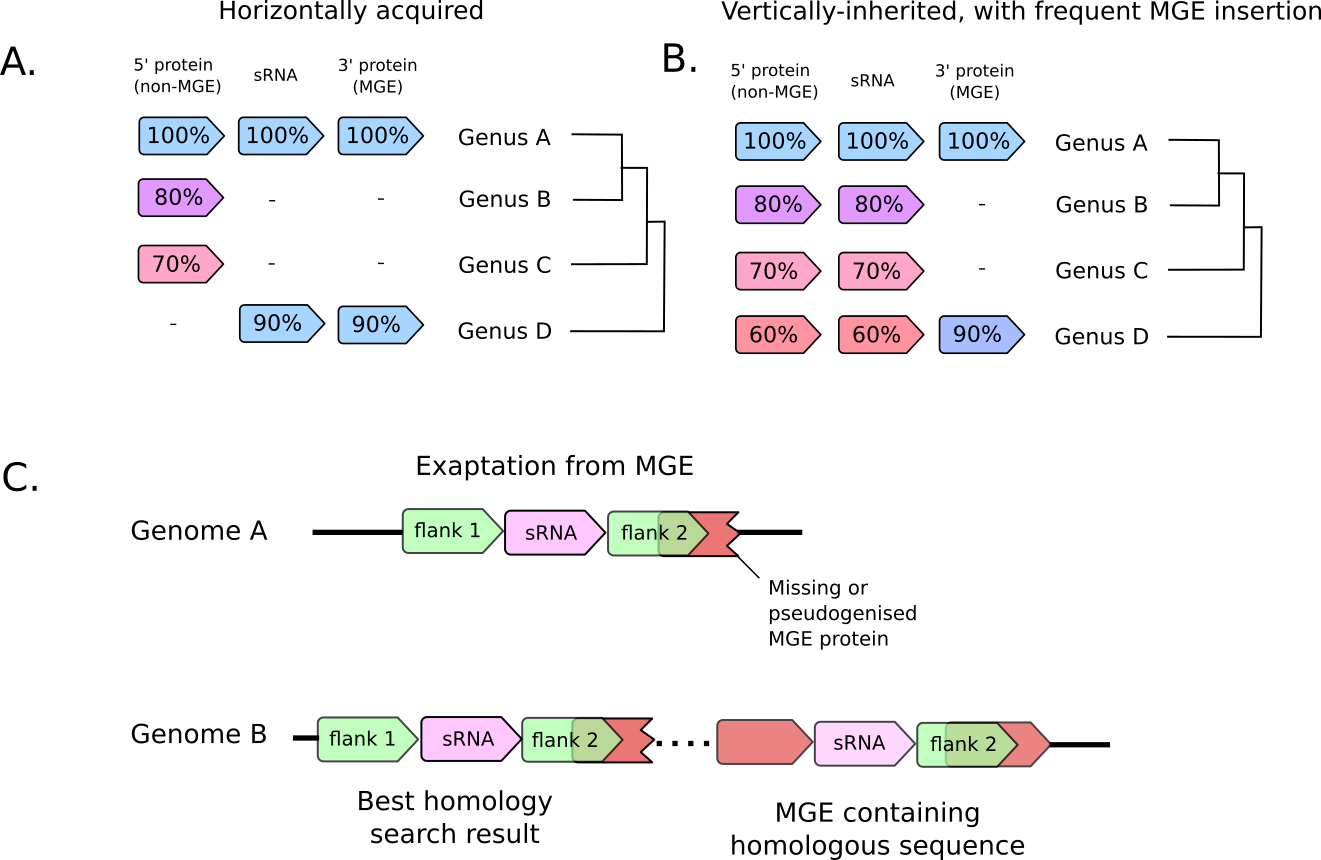 Horizontally acquired
A.
5' protein
(non-MGE)
sRNA
3' protein
(MGE)
100% 100% 100% Genus A
80% - - Genus B
70% - - Genus C
- 90% 90% Genus D
Vertically-inherited, with frequent MGE insertion
B.
5' protein
(non-MGE)
sRNA
3' protein
(MGE)
100% 100% 100% Genus A
80% 80% - Genus B
70% 70% - Genus C
60% 60% 90% Genus D
C.
Exaptation from MGE
Genome A
flank 1 sRNA flank 2
Missing or
pseudogenised
MGE protein
Genome B
flank 1 sRNA flank 2 .... sRNA flank 2
Best homology
search result
MGE containing
homologous sequence